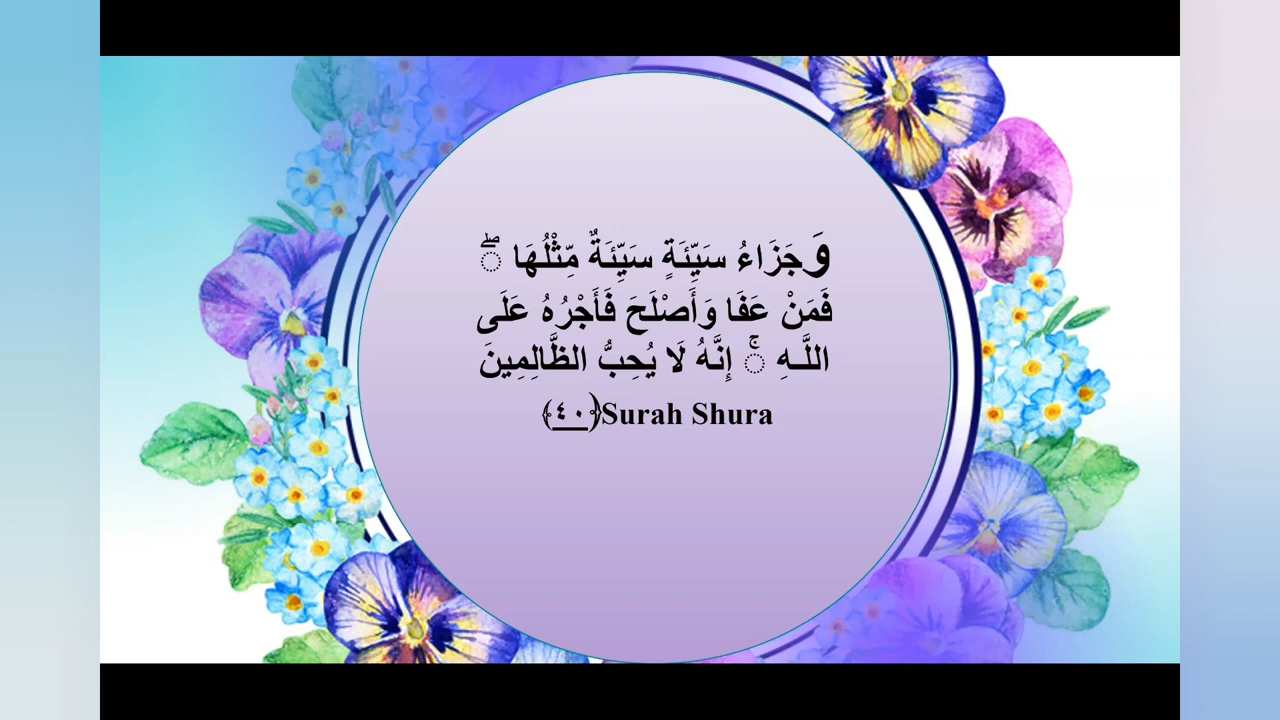 وَجَزَاءُ سَيِّئَةٍ سَيِّئَةٌ مِّثْلُهَا ۖ
فَمَنْ عَفَا وَأَصْلَحَ فَأَجْرُهُ عَلَى
اللَّـهِ ۚ إِنَّهُ لَا يُحِبُّ الظَّالِمِينَ
﴿٤٠﴾Surah Shura